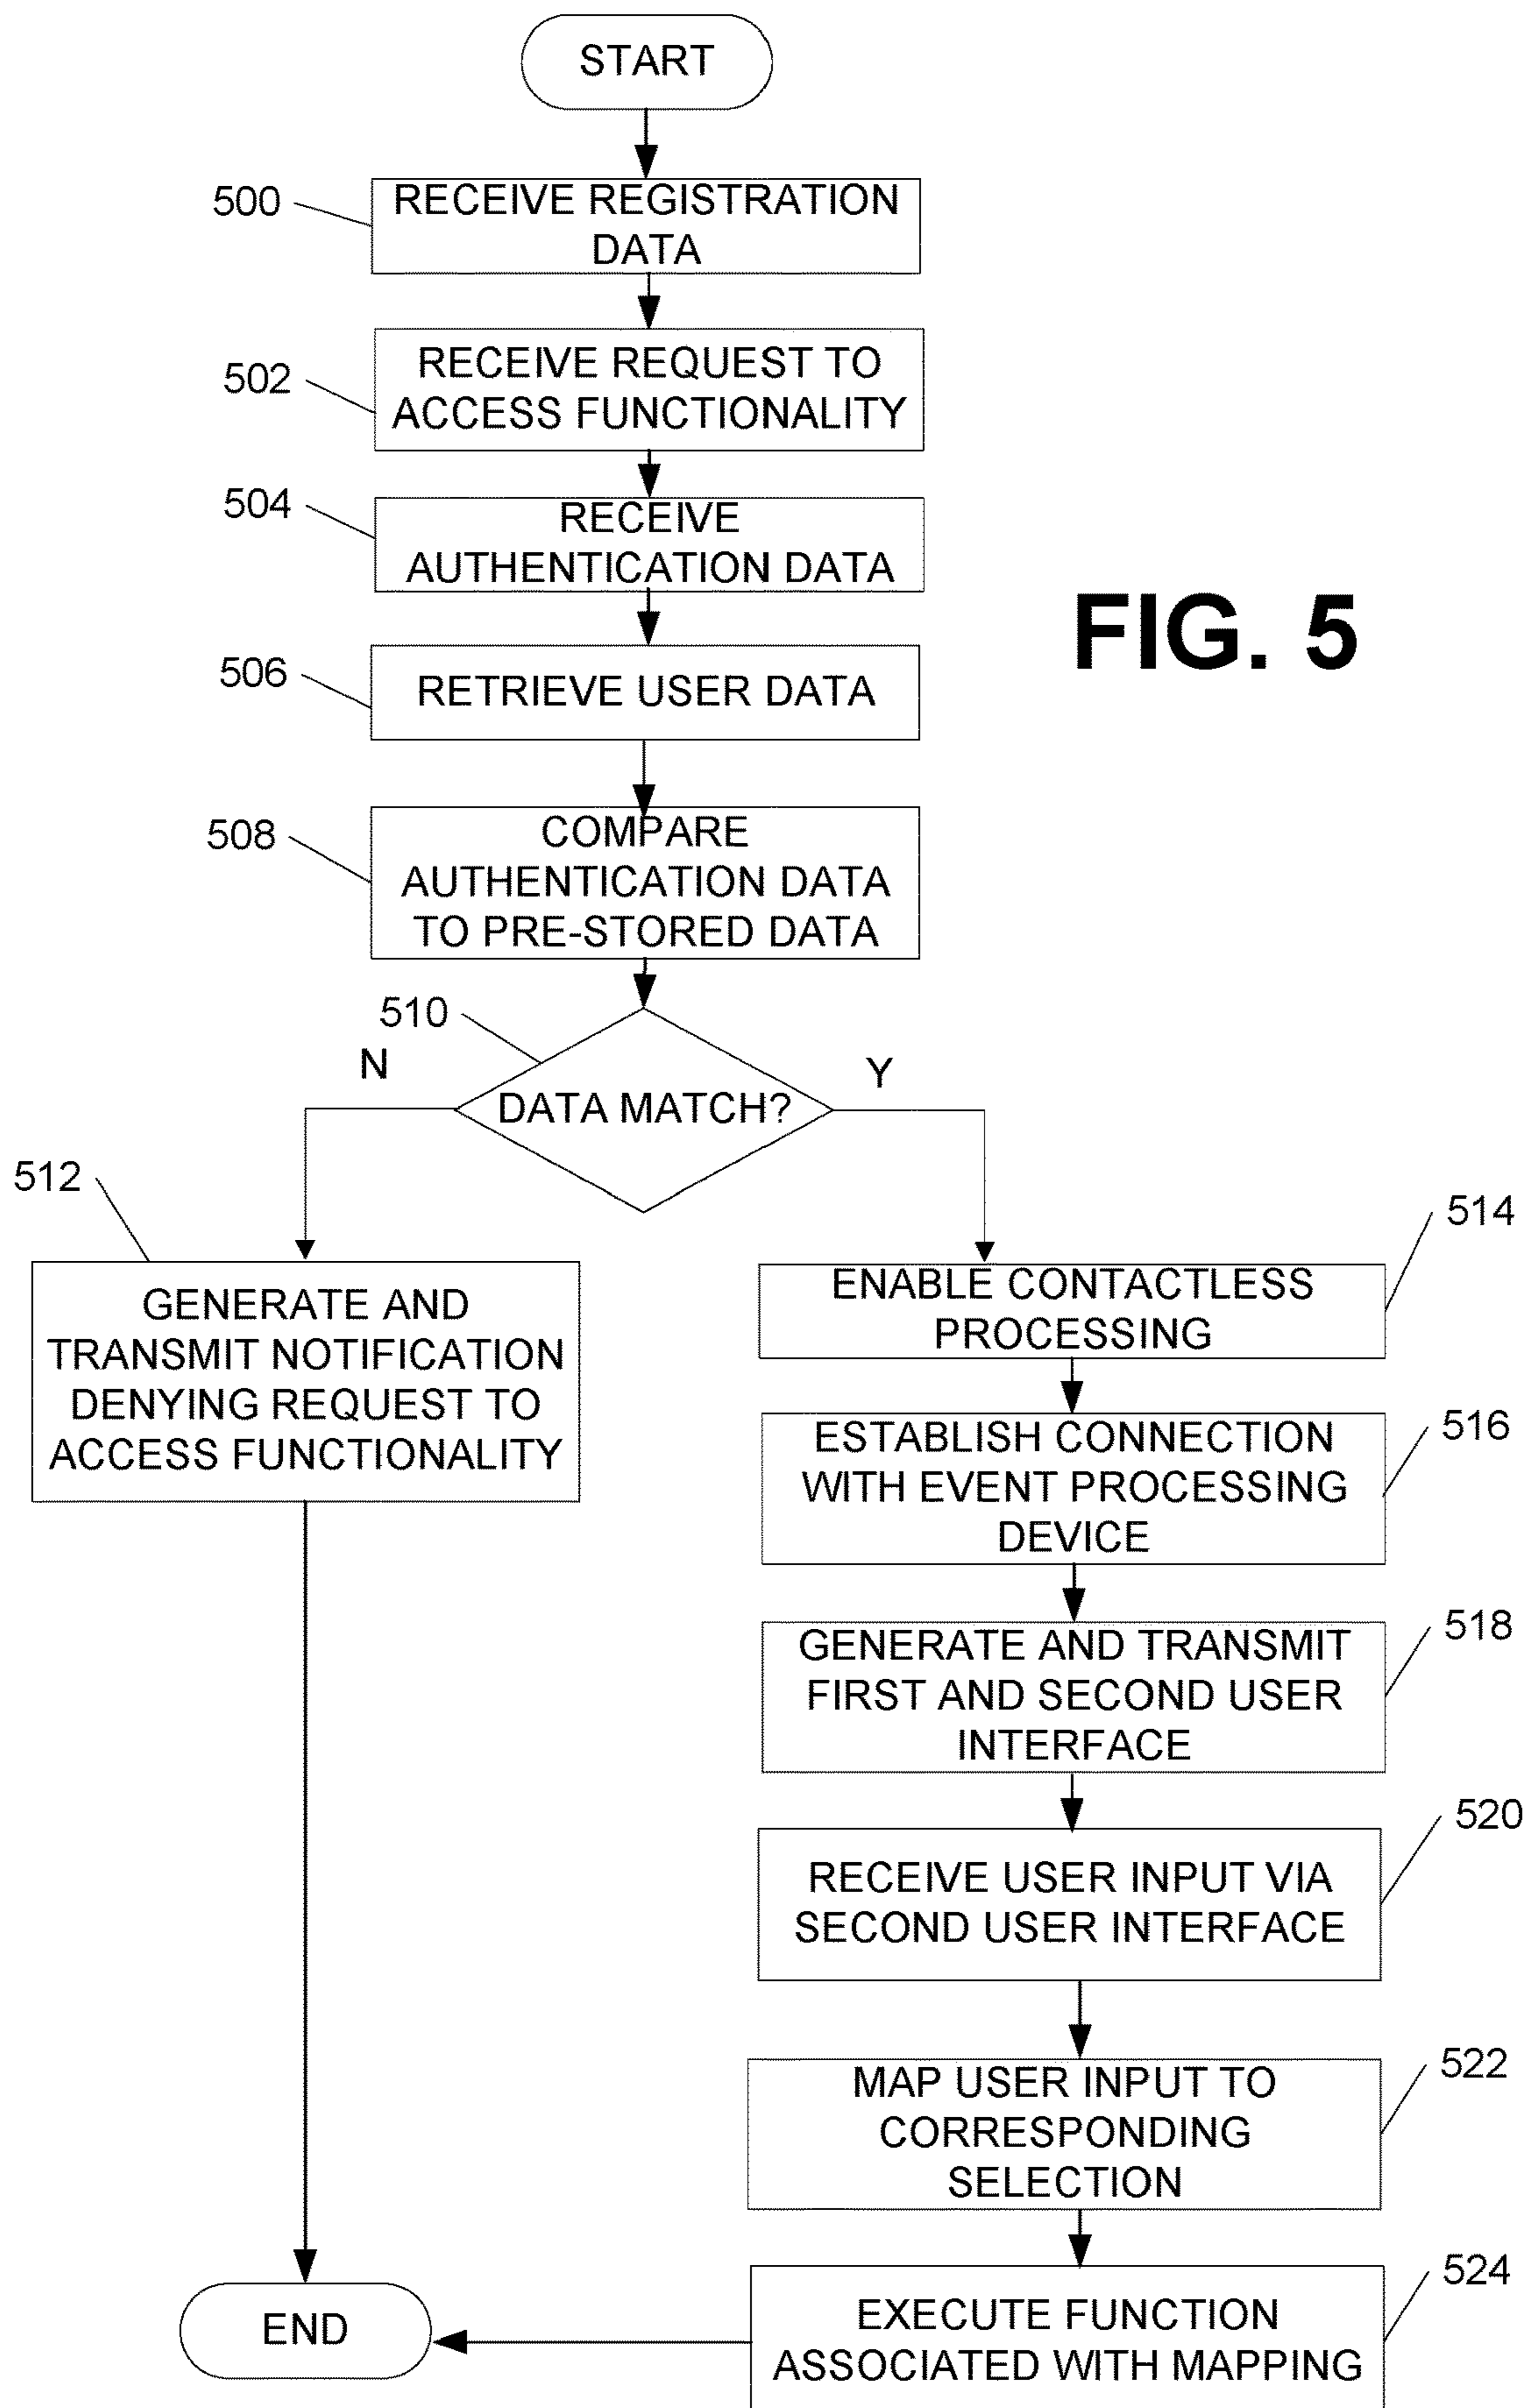 START
500
RECEIVE REGISTRATION
DATA
502
RECEIVE REQUEST TO
ACCESS FUNCTIONALITY
504
RECEIVE
AUTHENTICATION DATA
FIG. 5
506
RETRIEVE USER DATA
508
COMPARE
AUTHENTICATION DATA
TO PRE-STORED DATA
510
N
Y
DATA MATCH?
512
GENERATE AND
TRANSMIT NOTIFICATION
DENYING REQUEST TO
ACCESS FUNCTIONALITY
514
ENABLE CONTACTLESS
PROCESSING
516
ESTABLISH CONNECTION
WITH EVENT PROCESSING
DEVICE
518
GENERATE AND TRANSMIT
FIRST AND SECOND USER
INTERFACE
520
RECEIVE USER INPUT VIA
SECOND USER INTERFACE
522
MAP USER INPUT TO
CORRESPONDING
SELECTION
524
EXECUTE FUNCTION
ASSOCIATED WITH MAPPING
END